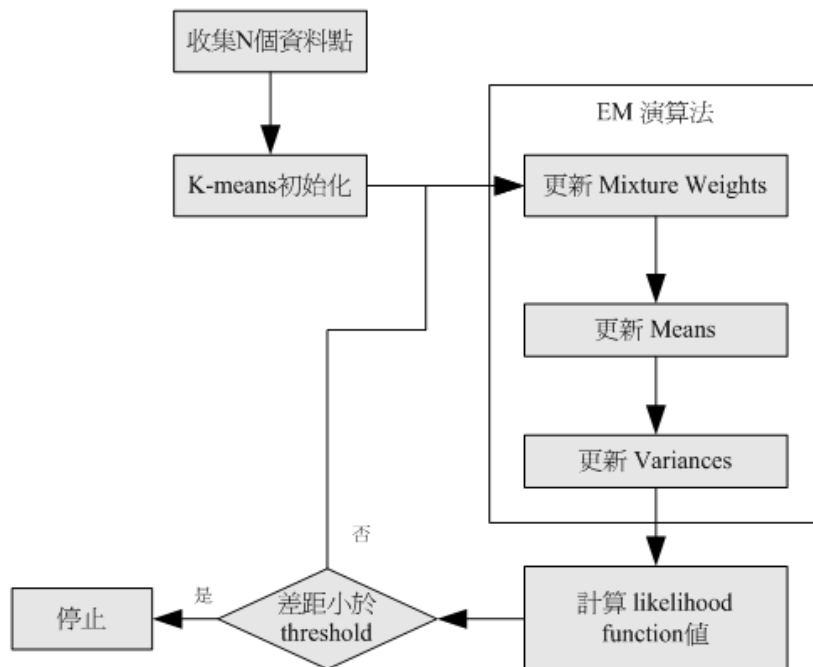 收集N個資料點
EM 演算法
K-means初始化
更新 Mixture Weights
更新 Means
更新 Variances
否
是
停止
差距小於
threshold
計算 likelihood
function值